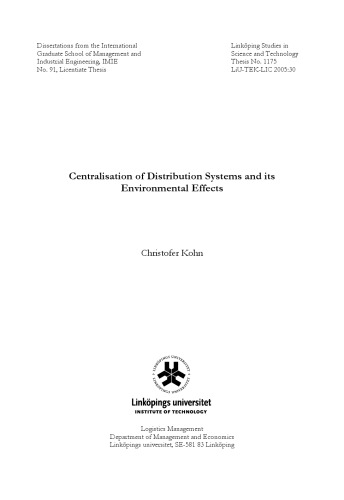 Dissertations from the International
Graduate School of Management and
Industrial Engineering, IMIE
No. 91, Licentiate Thesis
Linköping Studies in
Science and Technology
Thesis No. 1175
LiU-TEK-LIC 2005:30
Centralisation of Distribution Systems and its
Environmental Effects
Christofer Kohn
LINKÖPINGS UNIVERSITET
Linköpings universitet
INSTITUTE OF TECHNOLOGY
Logistics Management
Department of Management and Economics
Linköpings universitet, SE-581 83 Linköping